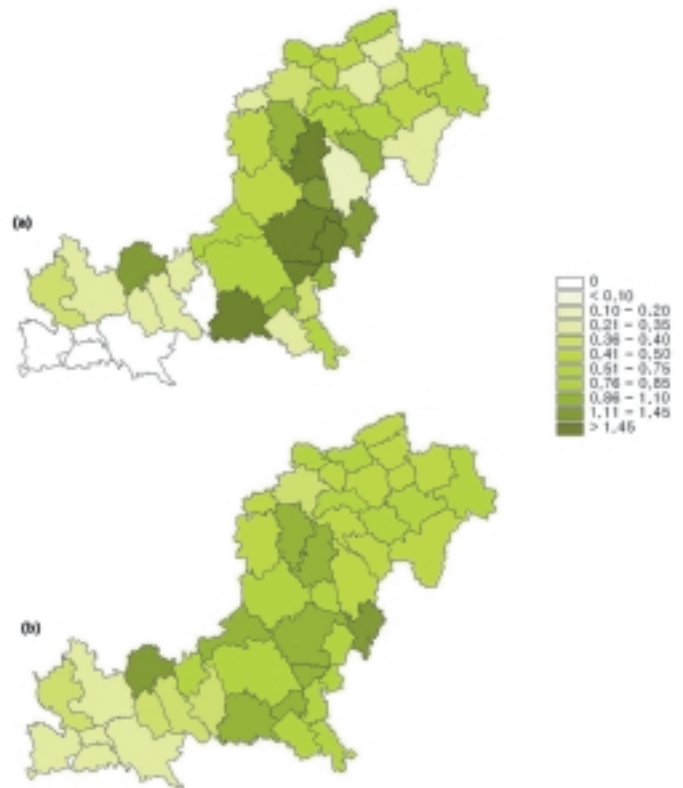 (a)
0
< 0,10
0,10 - 0,20
0,21 - 0,35
0,36 - 0,40
0,41 - 0,50
0,51 - 0,75
0,76 - 0,85
0,86 - 1,10
1,11 - 1,45
> 1,45
(b)